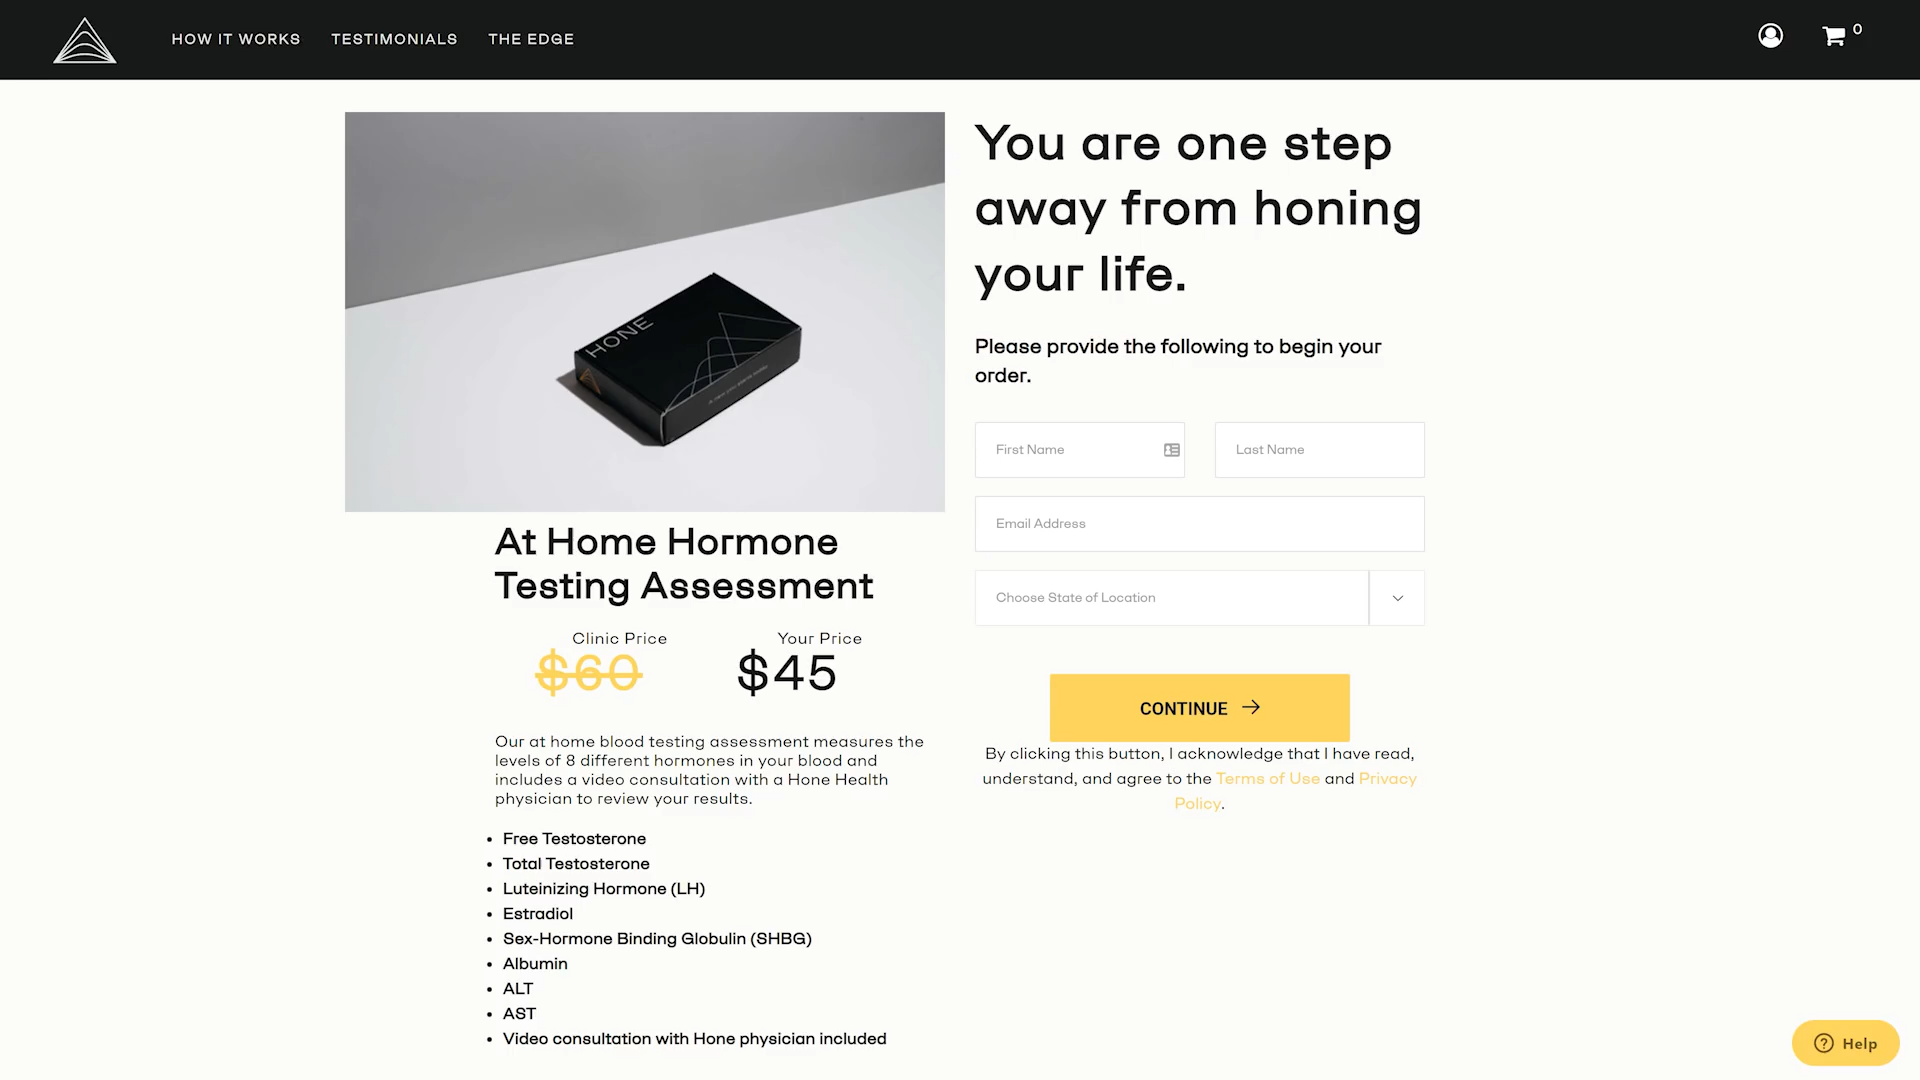 HOW IT WORKS
TESTIMONIALS
THE EDGE
0
HONE
At Home Hormone
Testing Assessment
Clinic Price
$60
Your Price
$45
Our at home blood testing assessment measures the
levels of 8 different hormones in your blood and
includes a video consultation with a Hone Health
physician to review your results.
• Free Testosterone
• Total Testosterone
• Luteinizing Hormone (LH)
• Estradiol
• Sex-Hormone Binding Globulin (SHBG)
• Albumin
• ALT
• AST
• Video consultation with Hone physician included
You are one step
away from honing
your life.
Please provide the following to begin your
order.
First Name
Last Name
Email Address
Choose State of Location
CONTINUE
By clicking this button, I acknowledge that I have read,
understand, and agree to the Terms of Use and Privacy
Policy.
Help